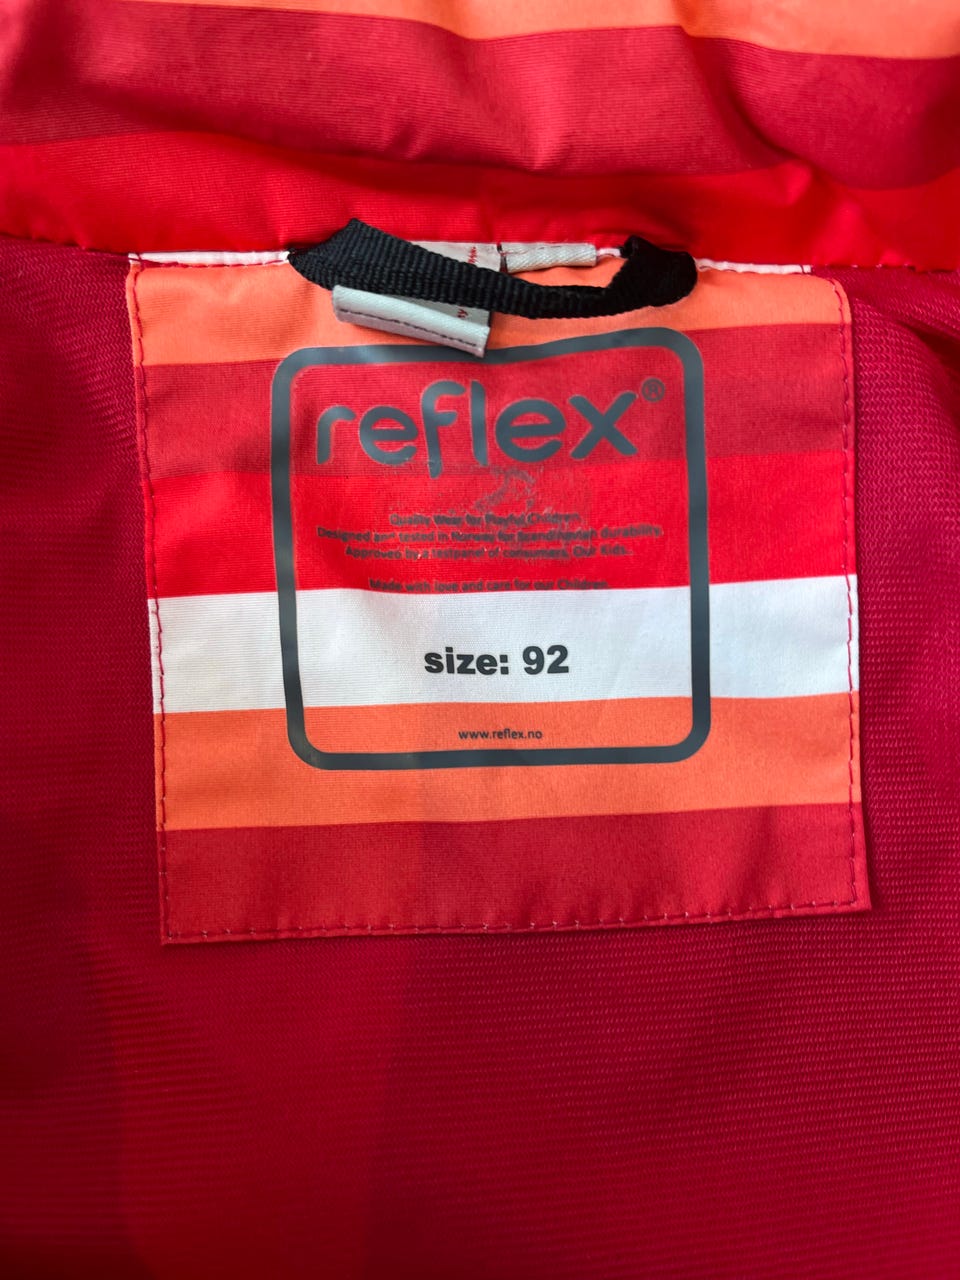 reflex®
Quality Wear for Playful Children.
Designed and tested in Norway for Scandinavian durability.
Approved by a testpanel of consumers, Our Kids..
Made with love and care for our Children
size: 92
www.reflex.no